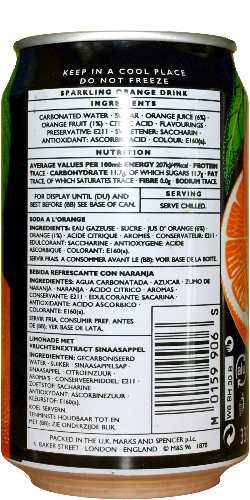 KEEP IN A COOL PLACE
DO NOT FREEZE
SPARKLING ORANGE DRINK
INGREDIENTS
CARBONATED WATER · SUGAR · ORANGE JUICE (6%) ·
ORANGE FRUIT (1%) · CITRIC ACID · FLAVOURINGS ·
PRESERVATIVE: E211 · SWEETENER: SACCHARIN ·
ANTIOXIDANT: ASCORBIC ACID · COLOUR: E160(a).
NUTRITION
AVERAGE VALUES PER 100ml: ENERGY 207kJ/49kcal · PROTEIN
TRACE · CARBOHYDRATE 11.7g, OF WHICH SUGARS 11.7g · FAT
TRACE, OF WHICH SATURATES TRACE · FIBRE 0.0g · SODIUM TRACE.
FOR DISPLAY UNTIL (DU) AND
BEST BEFORE (BB) SEE BASE OF CAN.
SERVING
SERVE CHILLED.
SODA A L'ORANGE
INGREDIENTS: EAU GAZEUSE · SUCRE · JUS D' ORANGE (6%) ·
ORANGE (1%) · ACIDE CITRIQUE · AROMES · CONSERVATEUR: E211 ·
EDULCORANT: SACCHARINE · ANTIOXYGENE: ACIDE
ASCORBIQUE · COLORANT: E160(a).
SERVIR FRAIS. A CONSOMMER AVANT LE (BB): VOIR BASE DE LA BOITE.
BEBIDA REFRESCANTE CON NARANJA
INGREDIENTES: AGUA CARBONATADA · AZUCAR · ZUMO DE
NARANJA · NARANJA · ACIDO CITRICO · AROMAS ·
CONSERVANTE: E211 · EDULCORANTE: SACARINA ·
ANTIOXIDANTE: ACIDO ASCORBICO ·
COLORANTE: E160(a).
SERVIR FRIA. CONSUMIR PREF. ANTES
DE (BB): VER BASE DE LATA.
LIMONADE MET
VRUCHTENEXTRACT SINAASAPPEL
INGREDIENTEN: GECARBONISEERD
WATER · SUIKER · SINAASAPPELSAP ·
SINAASAPPEL · CITROENZUUR ·
AROMA'S · CONSERVEERMIDDEL: E211 ·
ZOETSTOF: SACCHARINE ·
ANTIOXIDANT: ASCORBINEZUUR ·
KLEURSTOF: E160(a).
KOEL SERVEREN.
TENMINSTE HOUDBAAR TOT EN
MET (BB): ZIE ONDERZIJDE BLIK.
M 0159 906 S
PACKED IN THE U.K. MARKS AND SPENCER p.l.c.
BAKER STREET · LONDON · ENGLAND © M&S 96 1870